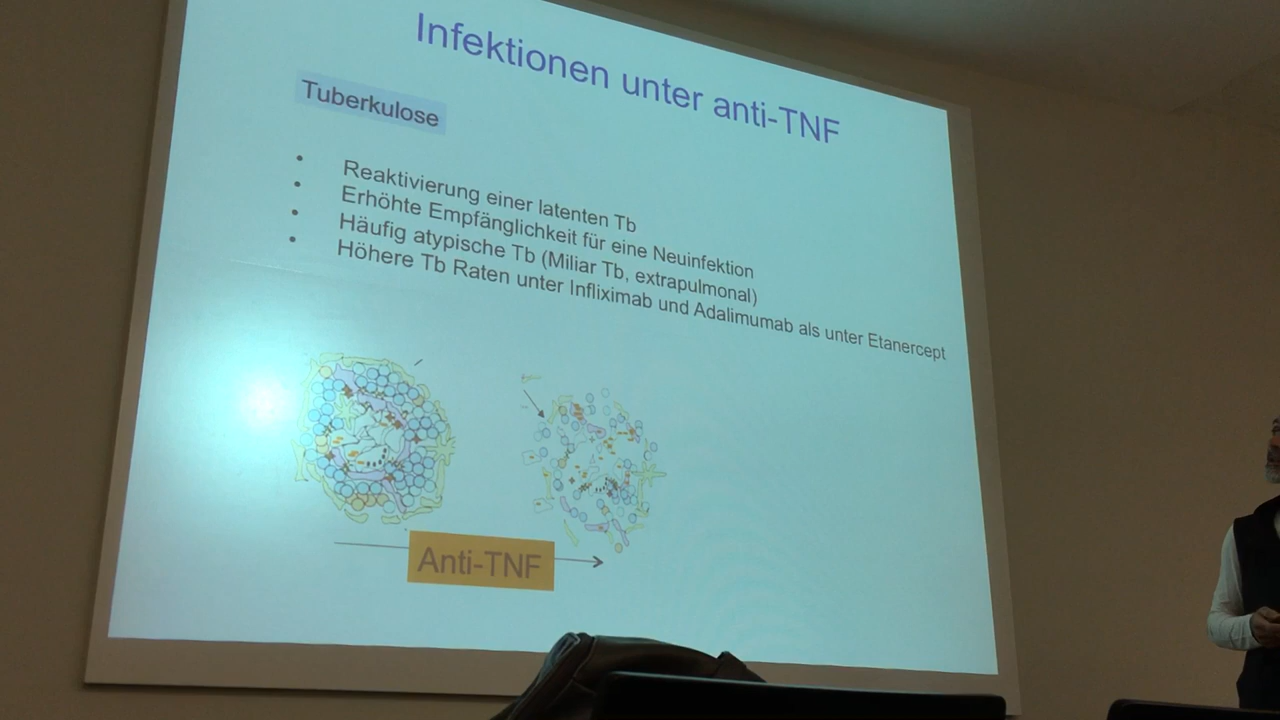 Infektionen unter anti-TNF
Tuberkulose
• Reaktivierung einer latenten Tb
• Erhöhte Empfänglichkeit für eine Neuinfektion
• Häufig atypische Tb (Miliar Tb, extrapulmonal)
• Höhere Tb Raten unter Infliximab und Adalimumab als unter Etanercept
Anti-TNF